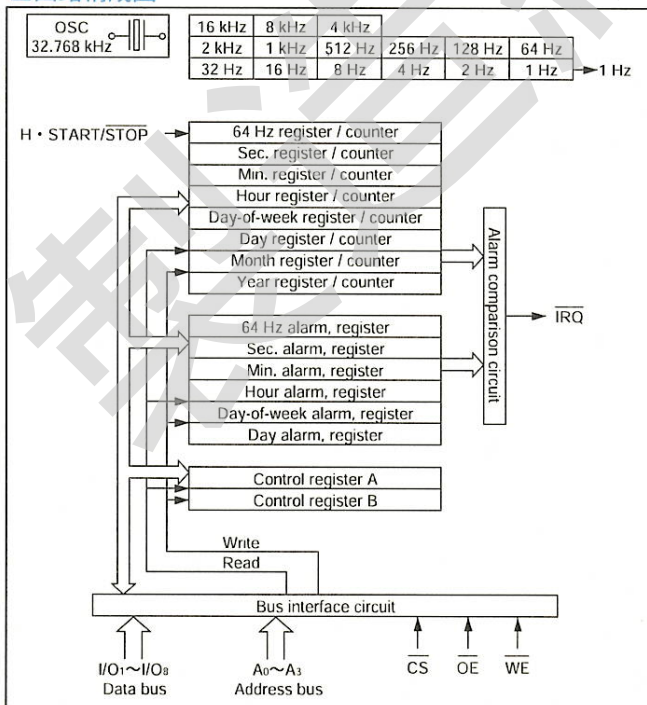 OSC
32.768 kHz
16 kHz 8 kHz 4 kHz
2 kHz 1 kHz 512 Hz 256 Hz 128 Hz 64 Hz
32 Hz 16 Hz 8 Hz 4 Hz 2 Hz 1 Hz 1 Hz
H・START/STOP
64 Hz register / counter
Sec. register / counter
Min. register / counter
Hour register / counter
Day-of-week register / counter
Day register / counter
Month register / counter
Year register / counter
64 Hz alarm, register
Sec. alarm, register
Min. alarm, register
Hour alarm, register
Day-of-week alarm, register
Day alarm, register
Alarm comparison circuit
IRQ
Control register A
Control register B
Write
Read
Bus interface circuit
I/O1～I/O8
Data bus
A0～A3
Address bus
CS OE WE